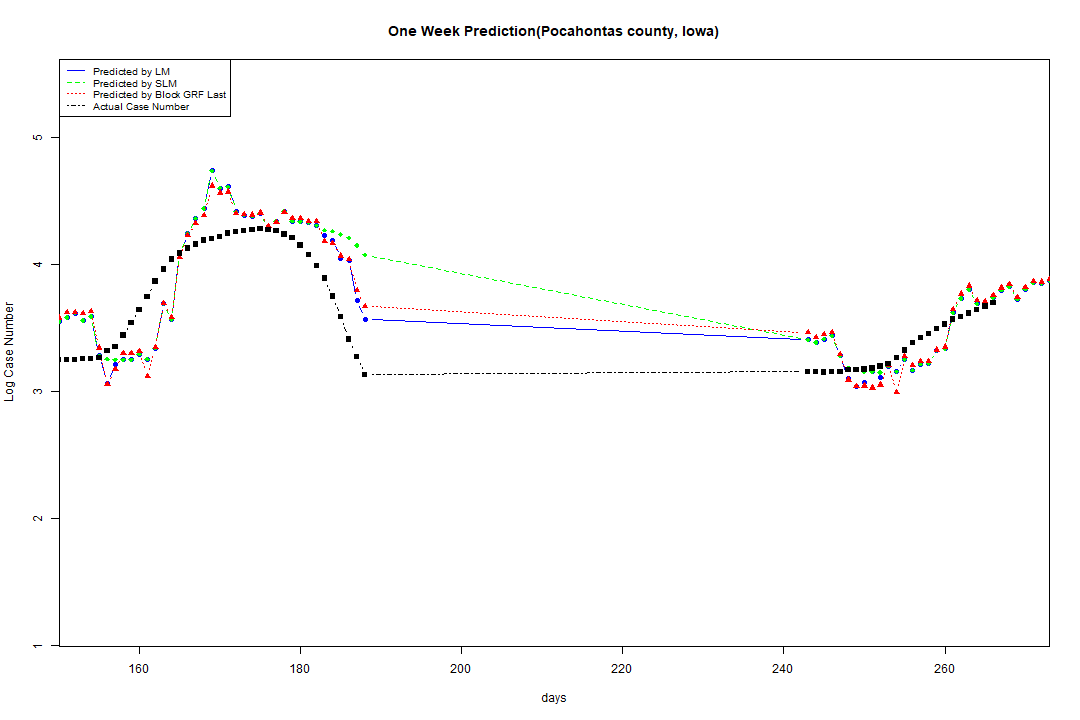 One Week Prediction(Pocahontas county, Iowa)
Predicted by LM
Predicted by SLM
Predicted by Block GRF Last
Actual Case Number
5
4
3
2
1
Log Case Number
160 180 200 220 240 260
days